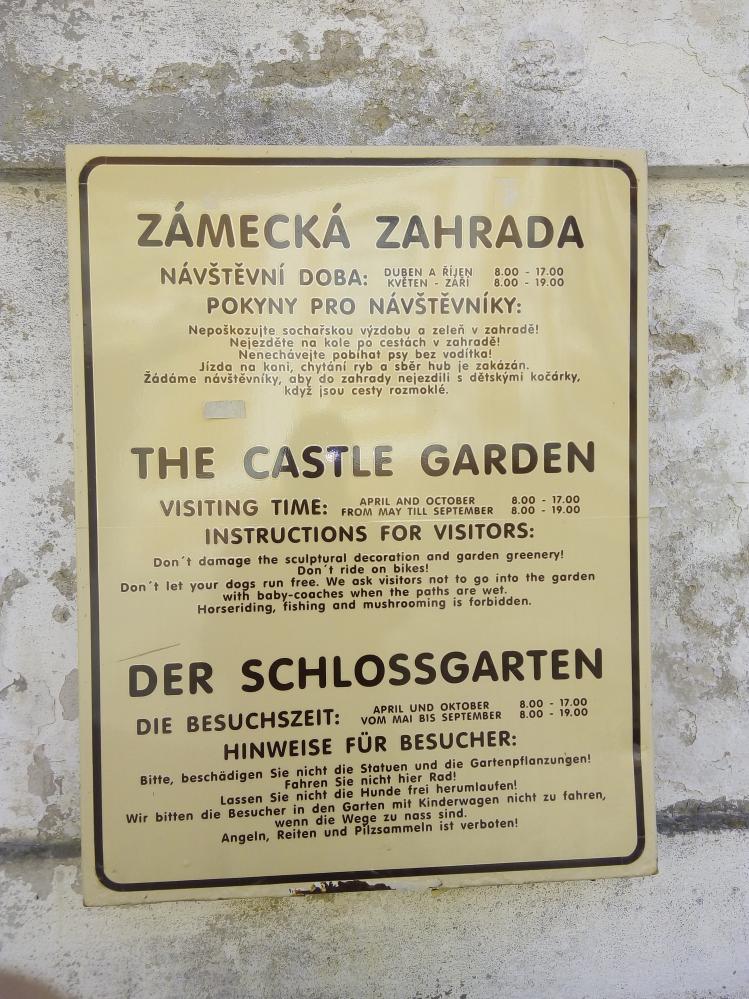 ZÁMECKÁ ZAHRADA
NÁVŠTĚVNÍ DOBA: DUBEN A ŘÍJEN 8.00 - 17.00
KVĚTEN - ZÁŘÍ 8.00 - 19.00
POKYNY PRO NÁVŠTĚVNÍKY:
Nepoškozujte sochařskou výzdobu a zeleň v zahradě!
Nejezděte na kole po cestách v zahradě!
Nenechávejte pobíhat psy bez vodítka!
Jízda na koni, chytání ryb a sběr hub je zakázán.
Žádáme návštěvníky, aby do zahrady nejezdili s dětskými kočárky,
když jsou cesty rozmoklé.
THE CASTLE GARDEN
VISITING TIME: APRIL AND OCTOBER 8.00 - 17.00
FROM MAY TILL SEPTEMBER 8.00 - 19.00
INSTRUCTIONS FOR VISITORS:
Don´t damage the sculptural decoration and garden greenery!
Don´t ride on bikes!
Don´t let your dogs run free. We ask visitors not to go into the garden
with baby-coaches when the paths are wet.
Horseriding, fishing and mushrooming is forbidden.
DER SCHLOSSGARTEN
DIE BESUCHSZEIT: APRIL UND OKTOBER 8.00 - 17.00
VOM MAI BIS SEPTEMBER 8.00 - 19.00
HINWEISE FÜR BESUCHER:
Bitte, beschädigen Sie nicht die Statuen und die Gartenpflanzungen!
Fahren Sie nicht hier Rad!
Lassen Sie nicht die Hunde frei herumlaufen!
Wir bitten die Besucher in den Garten mit Kinderwagen nicht zu fahren,
wenn die Wege zu nass sind.
Angeln, Reiten und Pilzsammeln ist verboten!